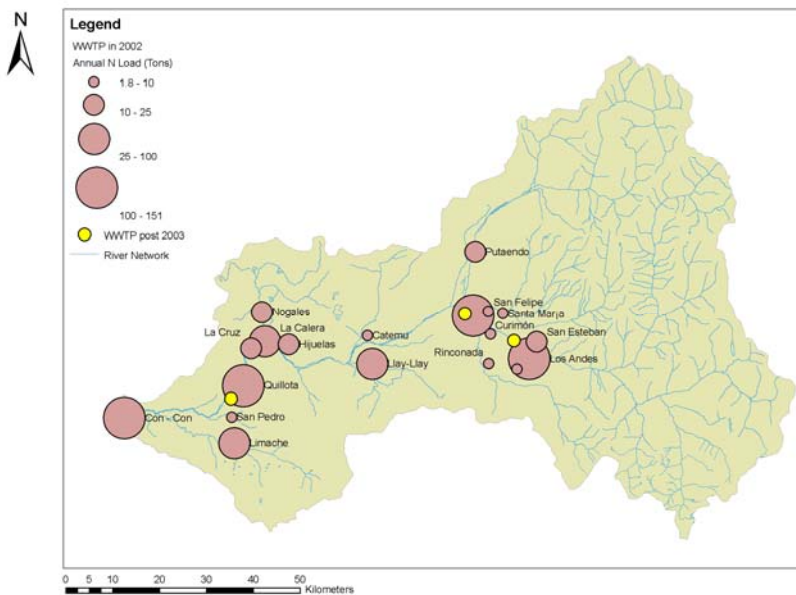 N
Legend
WWTP in 2002
Annual N Load (Tons)
1.8 - 10
10 - 25
25 - 100
100 - 151
WWTP post 2003
River Network
Putaendo
San Felipe
Santa Marja
Curimón
San Esteban
Rinconada
Los Andes
Catemu
Llay-Llay
Nogales
La Cruz
La Calera
Hijuelas
Quillota
San Pedro
Con - Con
Limache
0 5 10 20 30 40 50
Kilometers